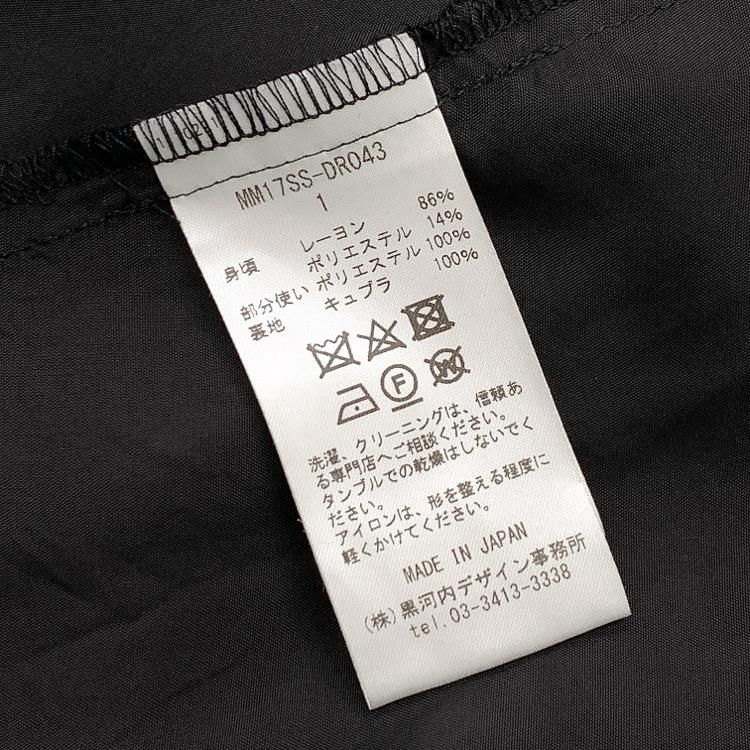 MM17SS-DR043
1
身頃 レーヨン 86%
ポリエステル 14%
部分使い ポリエステル 100%
裏地 キュプラ 100%
F W
洗濯、クリーニングは、信頼あ
る専門店へご相談ください。
タンブルでの乾燥はしないでく
ださい。
アイロンは、形を整える程度に
軽くかけてください。
MADE IN JAPAN
(株)黒河内デザイン事務所
tel.03-3413-3338